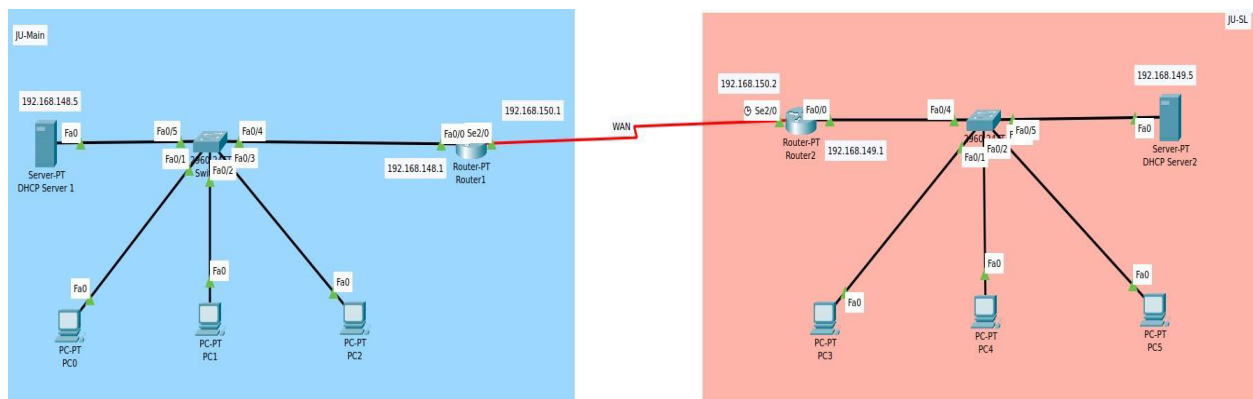 JU-Main
192.168.148.5
Fa0
Fa0/5
Fa0/4
Fa0/1
Fa0/3
Fa0/2
Server-PT
DHCP Server 1
192.168.150.1
Fa0/0
Se2/0
192.168.148.1
Router-PT
Router1
Fa0
Fa0
Fa0
PC-PT
PC0
PC-PT
PC1
PC-PT
PC2
WAN
JU-SL
192.168.150.2
Se2/0
Fa0/0
Router-PT
Router2
192.168.149.1
192.168.149.5
Fa0/4
Fa0/5
Fa0/1
Fa0/2
Fa0
Server-PT
DHCP Server2
Fa0
Fa0
Fa0
PC-PT
PC3
PC-PT
PC4
PC-PT
PC5